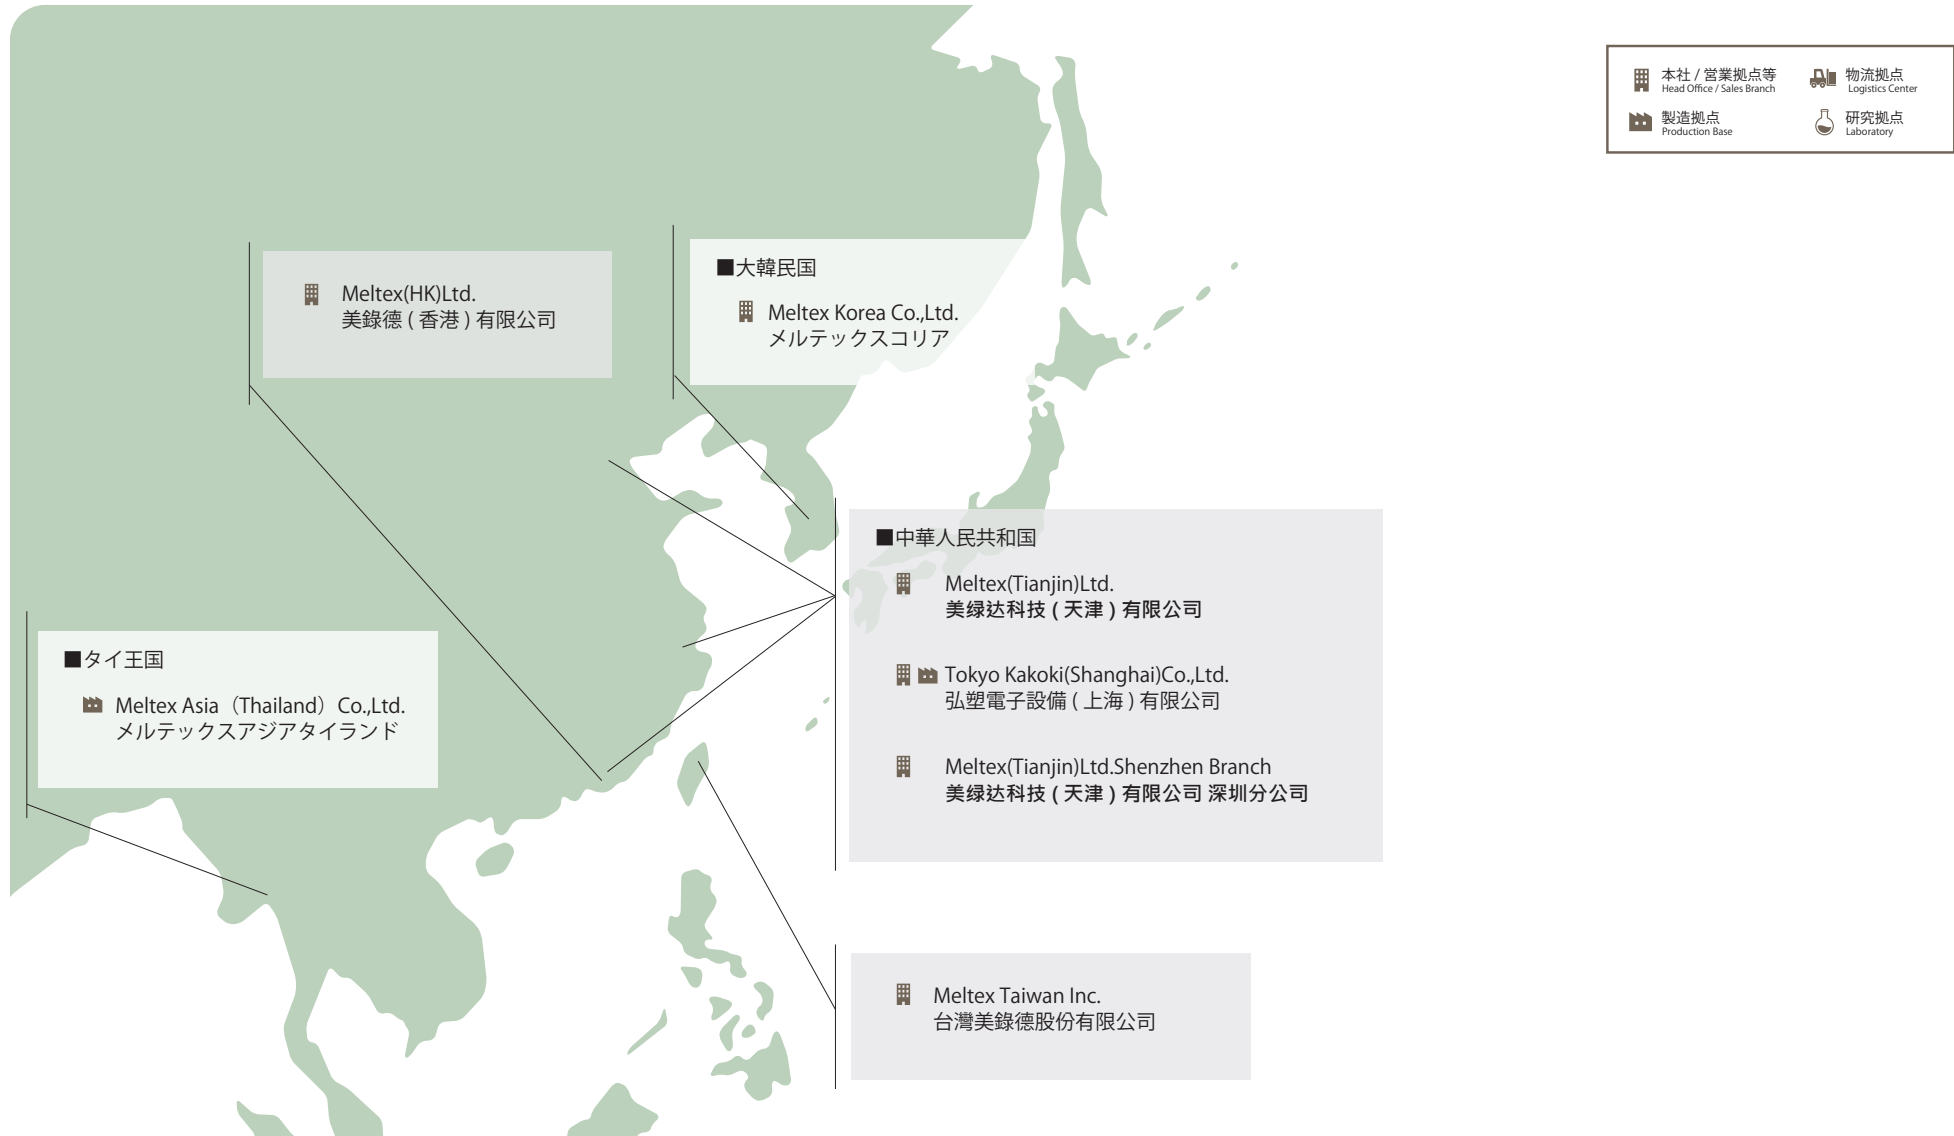 本社 / 営業拠点等
Head Office / Sales Branch
物流拠点
Logistics Center
製造拠点
Production Base
研究拠点
Laboratory
Meltex(HK)Ltd.
美錄德 ( 香港 ) 有限公司
■大韓民国
Meltex Korea Co.,Ltd.
メルテックスコリア
■中華人民共和国
Meltex(Tianjin)Ltd.
美绿达科技 ( 天津 ) 有限公司
Tokyo Kakoki(Shanghai)Co.,Ltd.
弘塑電子設備 ( 上海 ) 有限公司
Meltex(Tianjin)Ltd.Shenzhen Branch
美绿达科技 ( 天津 ) 有限公司 深圳分公司
■タイ王国
Meltex Asia（Thailand）Co.,Ltd.
メルテックスアジアタイランド
Meltex Taiwan Inc.
台灣美錄德股份有限公司